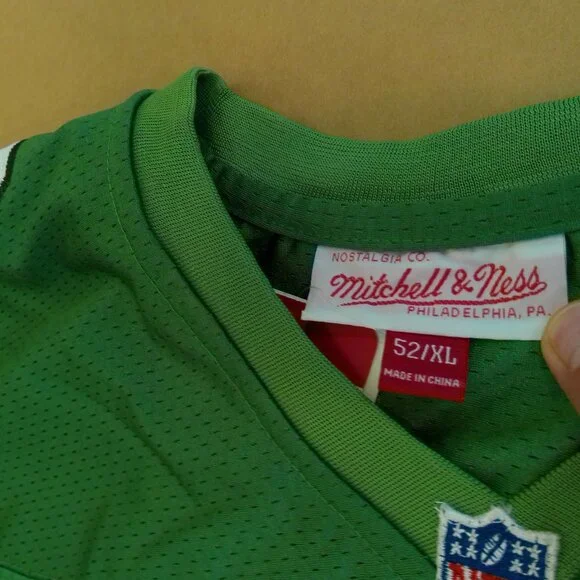 NOSTALGIA CO.
Mitchell & Ness
PHILADELPHIA, PA.
52/XL
MADE IN CHINA